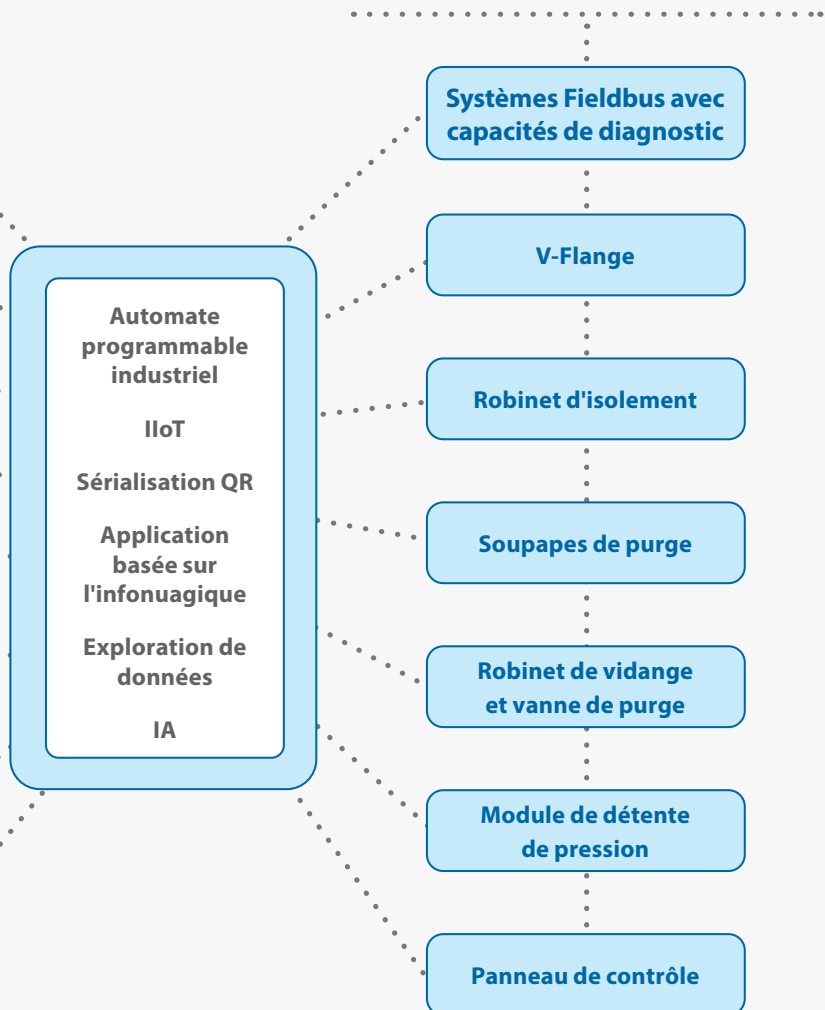 Automate
programmable
industriel
IIoT
Sérialisation QR
Application
basée sur
l'infonuagique
Exploration de
données
IA
Systèmes Fieldbus avec
capacités de diagnostic
V-Flange
Robinet d'isolement
Soupapes de purge
Robinet de vidange
et vanne de purge
Module de détente
de pression
Panneau de contrôle